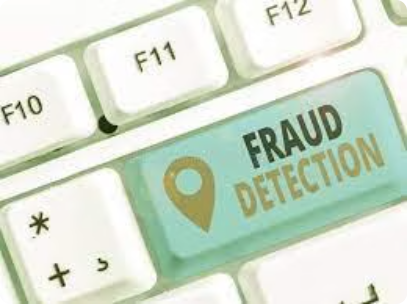 F12
F11
F10
FRAUD
DETECTION
*
+